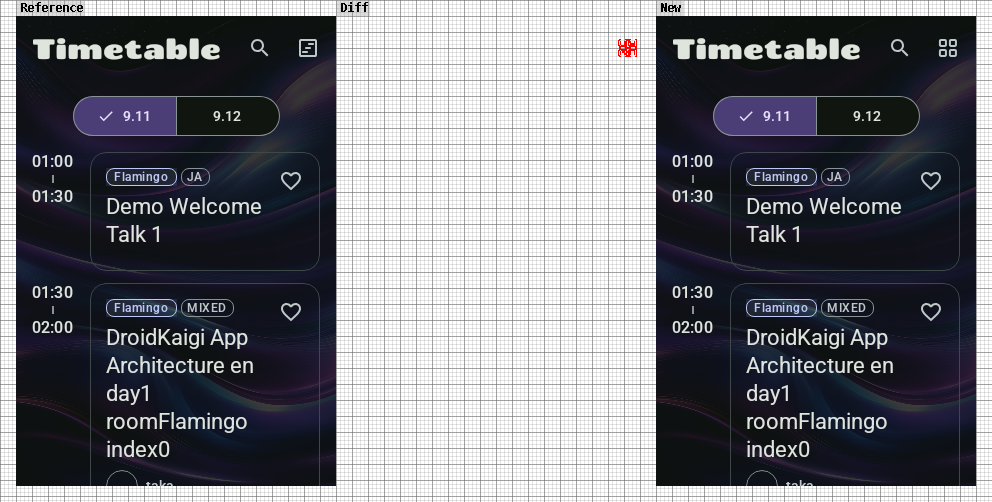 Reference
Diff
New
Timetable
9.11
9.12
01:00
01:30
Flamingo
JA
Demo Welcome
Talk 1
01:30
02:00
Flamingo
MIXED
DroidKaigi App
Architecture en
day1
roomFlamingo
index0
taka
Timetable
9.11
9.12
01:00
01:30
Flamingo
JA
Demo Welcome
Talk 1
01:30
02:00
Flamingo
MIXED
DroidKaigi App
Architecture en
day1
roomFlamingo
index0
taka